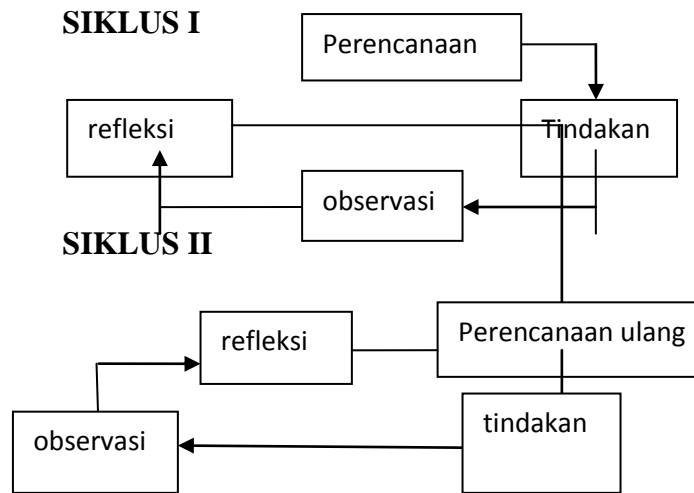 SIKLUS I
Perencanaan
refleksi
Tindakan
observasi
SIKLUS II
refleksi
Perencanaan ulang
observasi
tindakan